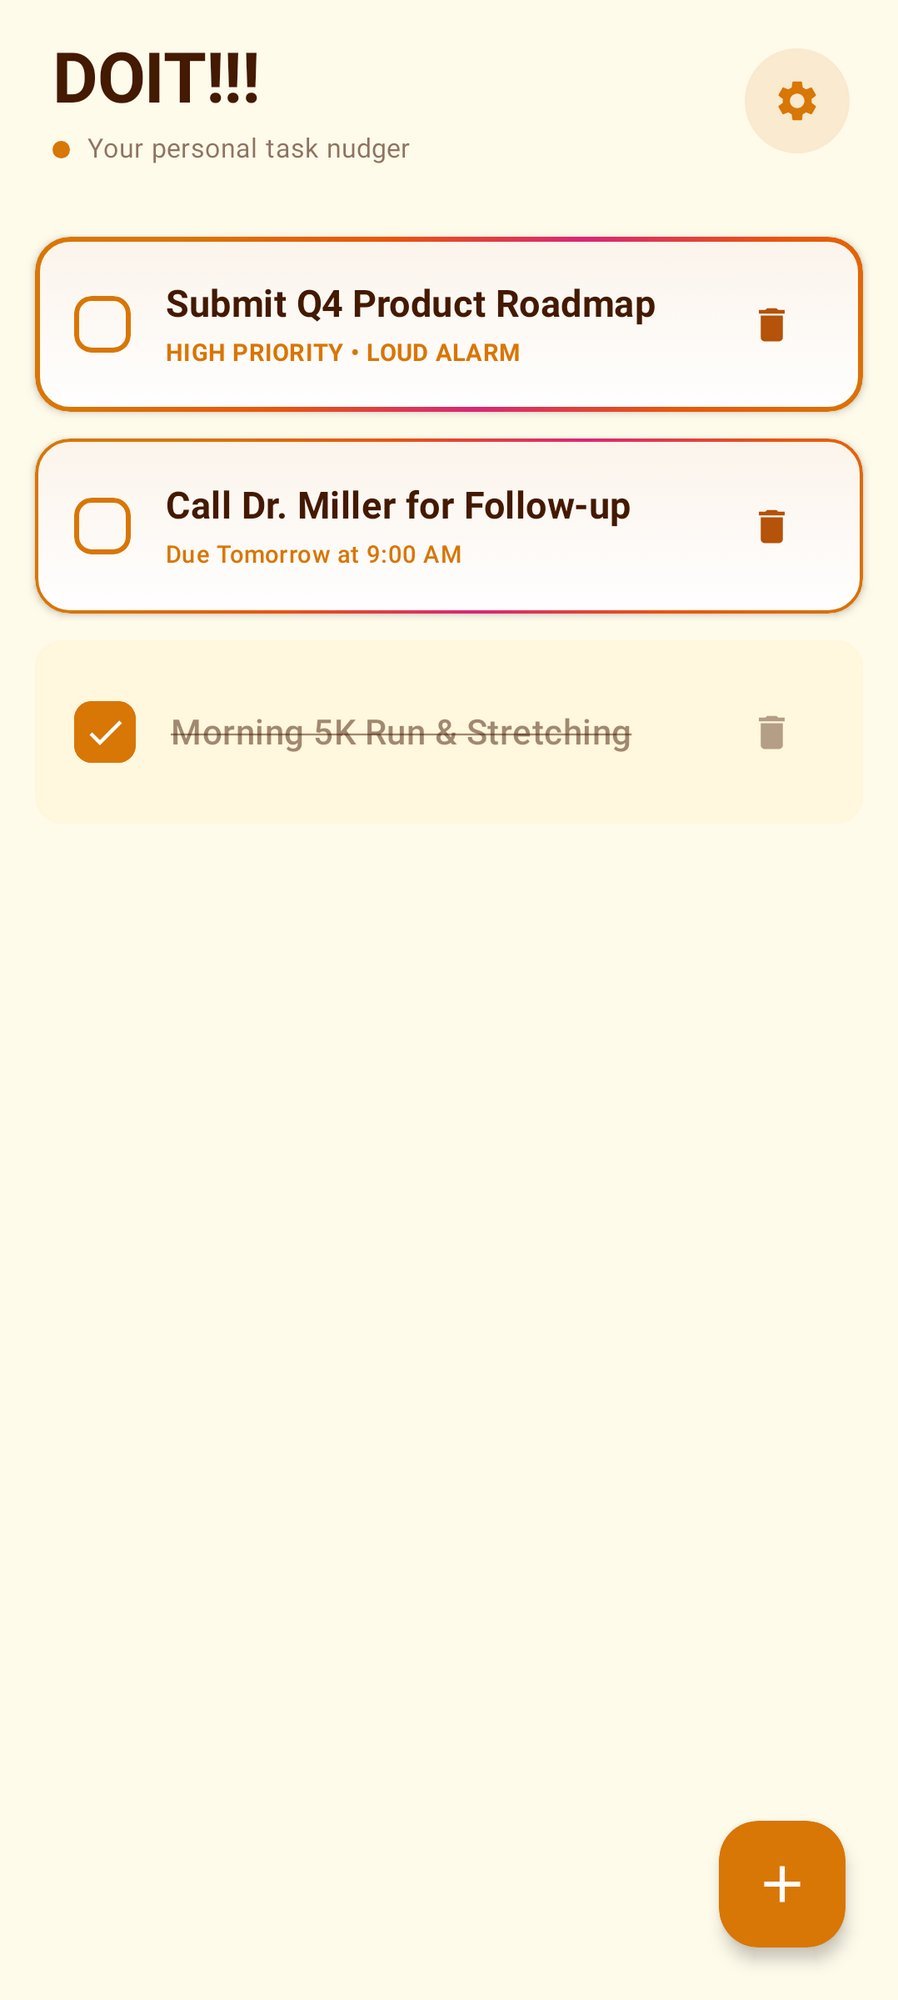 DOIT!!!
Your personal task nudger
Submit Q4 Product Roadmap
HIGH PRIORITY • LOUD ALARM
Call Dr. Miller for Follow-up
Due Tomorrow at 9:00 AM
Morning 5K Run & Stretching